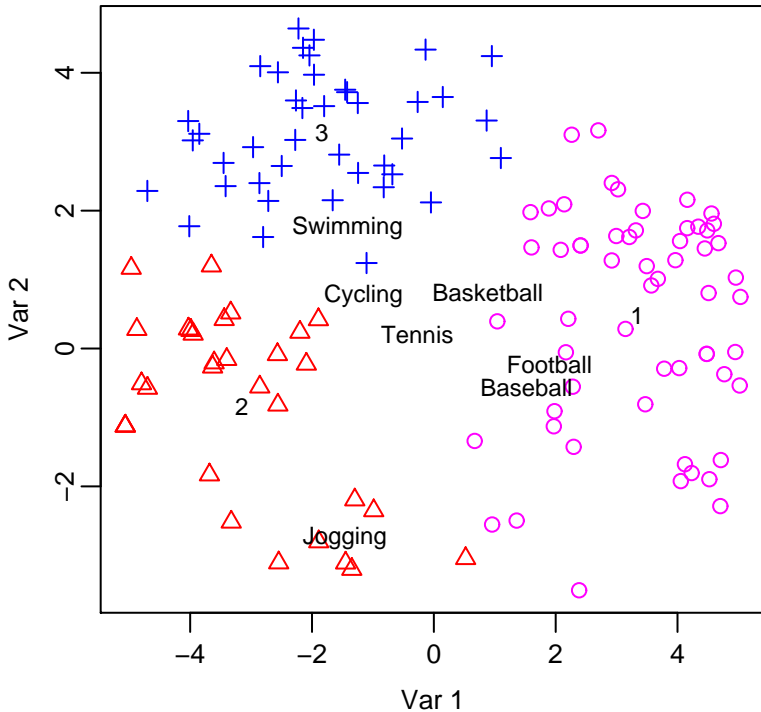 4
2
0
−2
Var 2
3
Swimming
Cycling
Basketball
Tennis
1
Football
Baseball
2
Jogging
−4
−2
0
2
4
Var 1